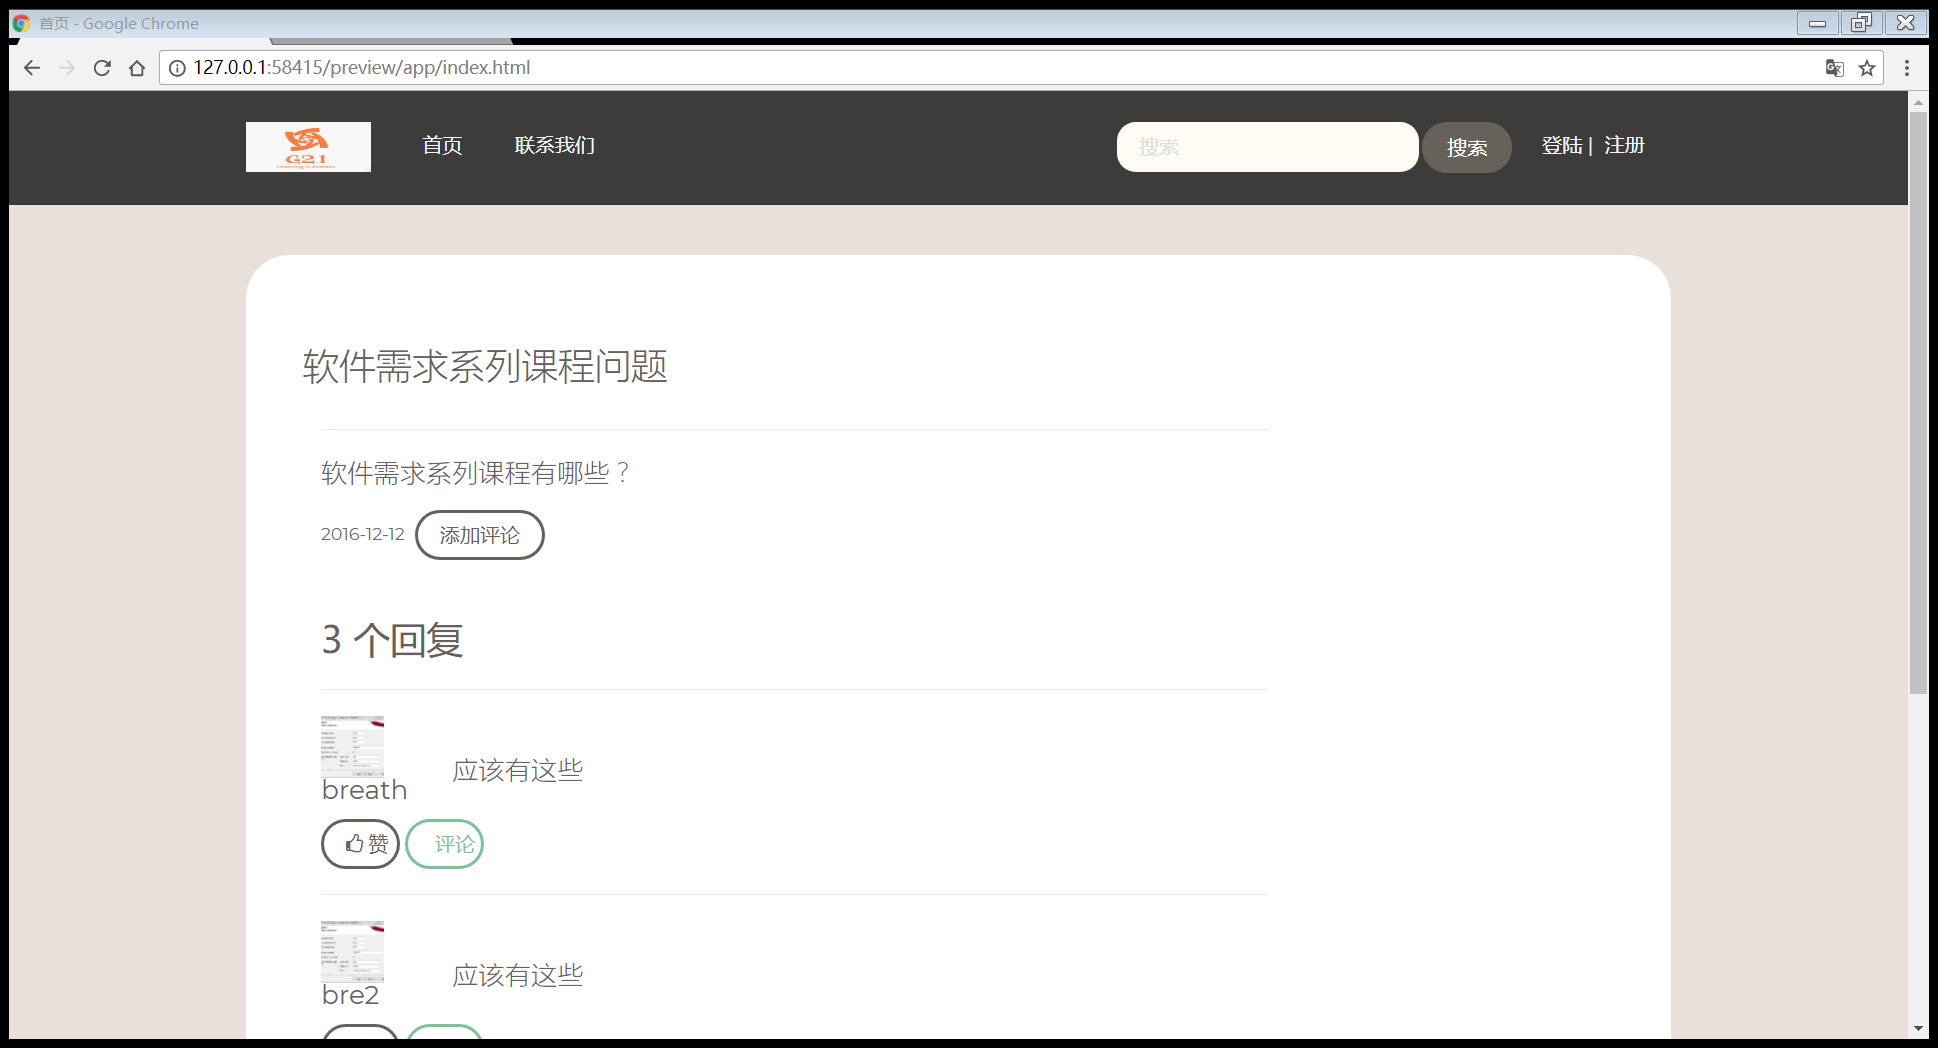 首页 - Google Chrome
127.0.0.1:58415/preview/app/index.html
G21
首页 联系我们 搜索 搜索 登陆 | 注册
软件需求系列课程问题
软件需求系列课程有哪些？
2016-12-12 添加评论
3 个回复
应该有这些
breath
赞 评论
应该有这些
bre2